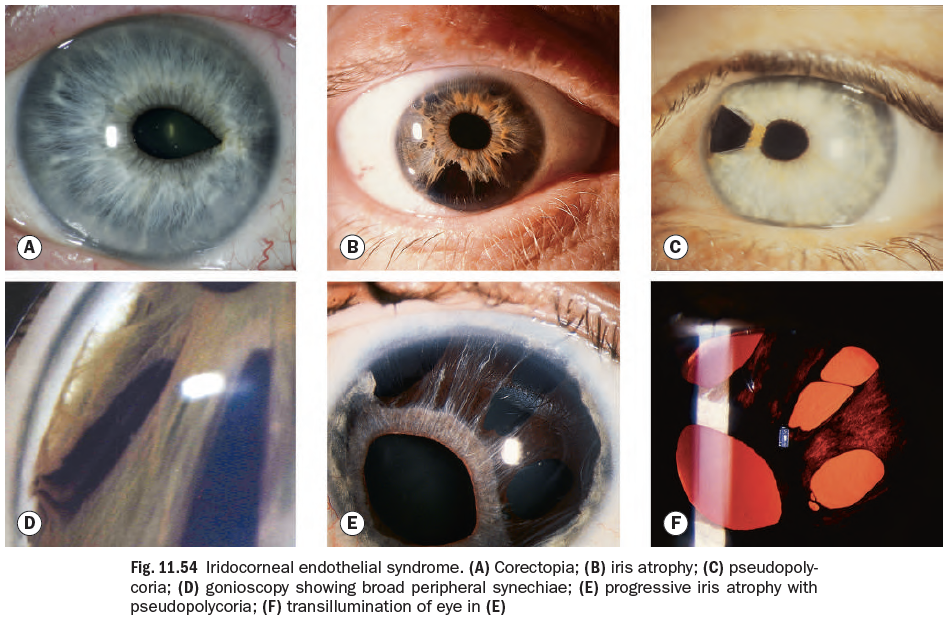 A
B
C
D
E
F
Fig. 11.54 Iridocorneal endothelial syndrome. (A) Corectopia; (B) iris atrophy; (C) pseudopoly-
coria; (D) gonioscopy showing broad peripheral synechiae; (E) progressive iris atrophy with
pseudopolycoria; (F) transillumination of eye in (E)